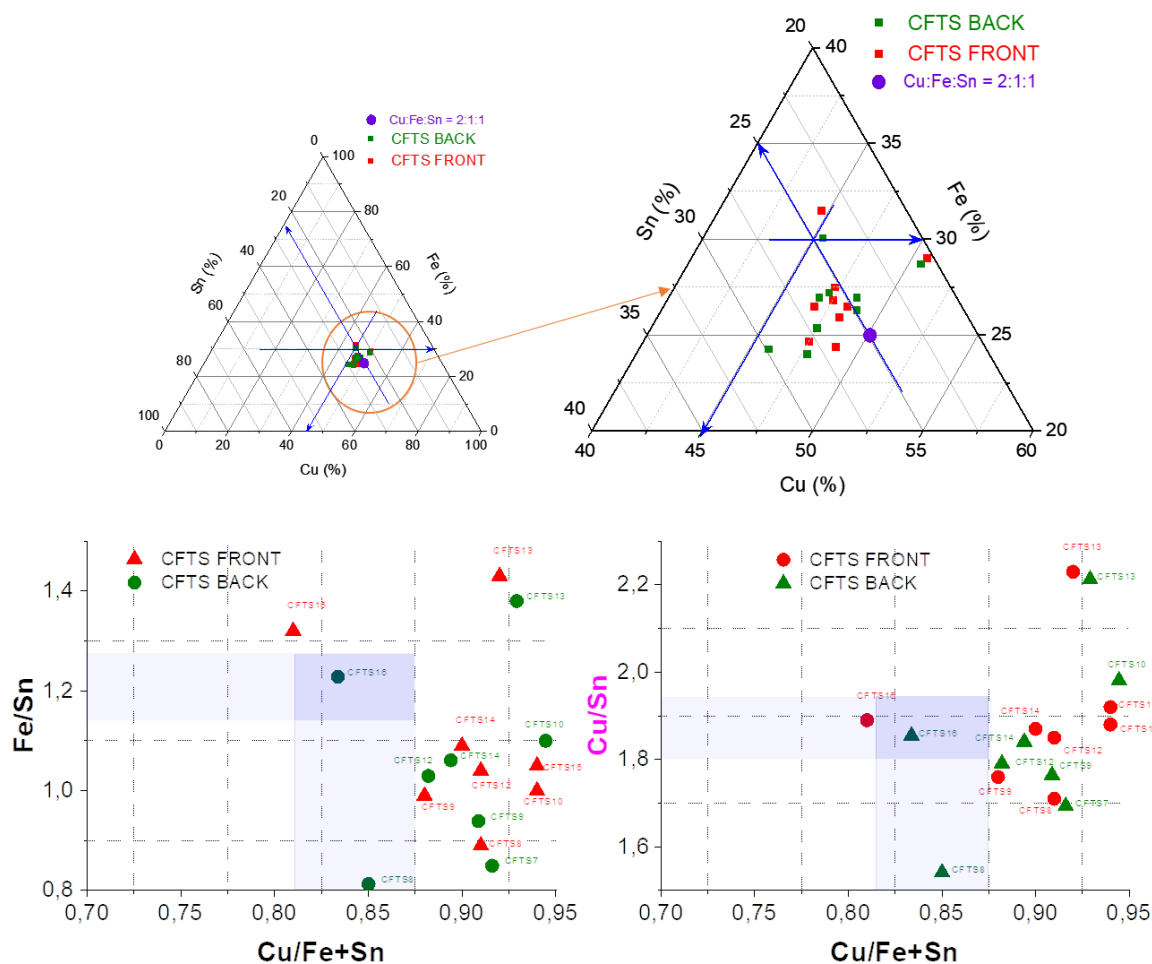 CFTS BACK
CFTS FRONT
Cu:Fe:Sn = 2:1:1
20
40
25
35
Sn (%)
Fe (%)
30
30
35
25
40
20
40
45
50
55
60
Cu (%)
Cu:Fe:Sn = 2:1:1
CFTS BACK
CFTS FRONT
0
100
20
80
40
Sn (%)
Fe (%)
60
60
40
80
20
100
0
0
20
40
60
80
100
Cu (%)
CFTS FRONT
CFTS BACK
CFTS13
CFTS13
CFTS16
CFTS16
CFTS14
CFTS10
CFTS12
CFTS14
CFTS12
CFTS15
CFTS9
CFTS10
CFTS9
CFTS8
CFTS7
CFTS8
1,4
1,2
1,0
0,8
Fe/Sn
0,70
0,75
0,80
0,85
0,90
0,95
Cu/Fe+Sn
CFTS FRONT
CFTS BACK
CFTS13
CFTS13
CFTS10
CFTS16
CFTS14
CFTS1
CFTS16
CFTS14
CFTS1
CFTS12
CFTS12
CFTS9
CFTS9
CFTS8
CFTS7
CFTS8
2,2
2,0
1,8
1,6
Cu/Sn
0,70
0,75
0,80
0,85
0,90
0,95
Cu/Fe+Sn